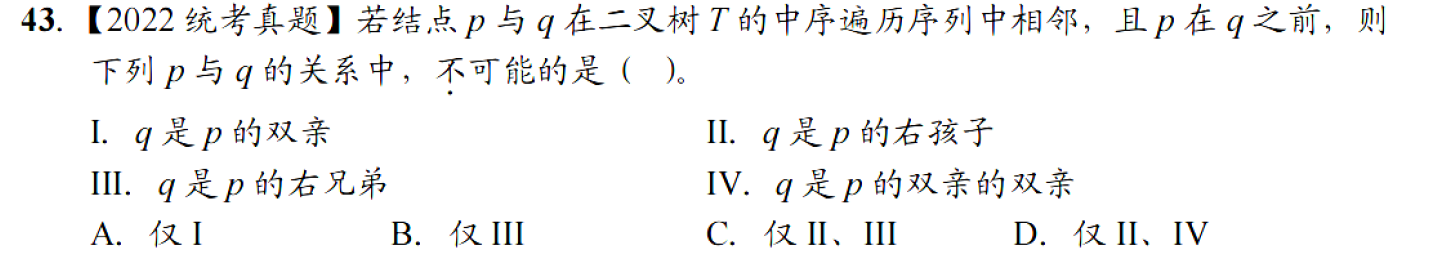 43. 【2022 统考真题】若结点 p 与 q 在二叉树 T 的中序遍历序列中相邻，且 p 在 q 之前，则
下列 p 与 q 的关系中，不可能的是（ ）。
I. q 是 p 的双亲 II. q 是 p 的右孩子
III. q 是 p 的右兄弟 IV. q 是 p 的双亲的双亲
A. 仅 I B. 仅 III C. 仅 II、III D. 仅 II、IV